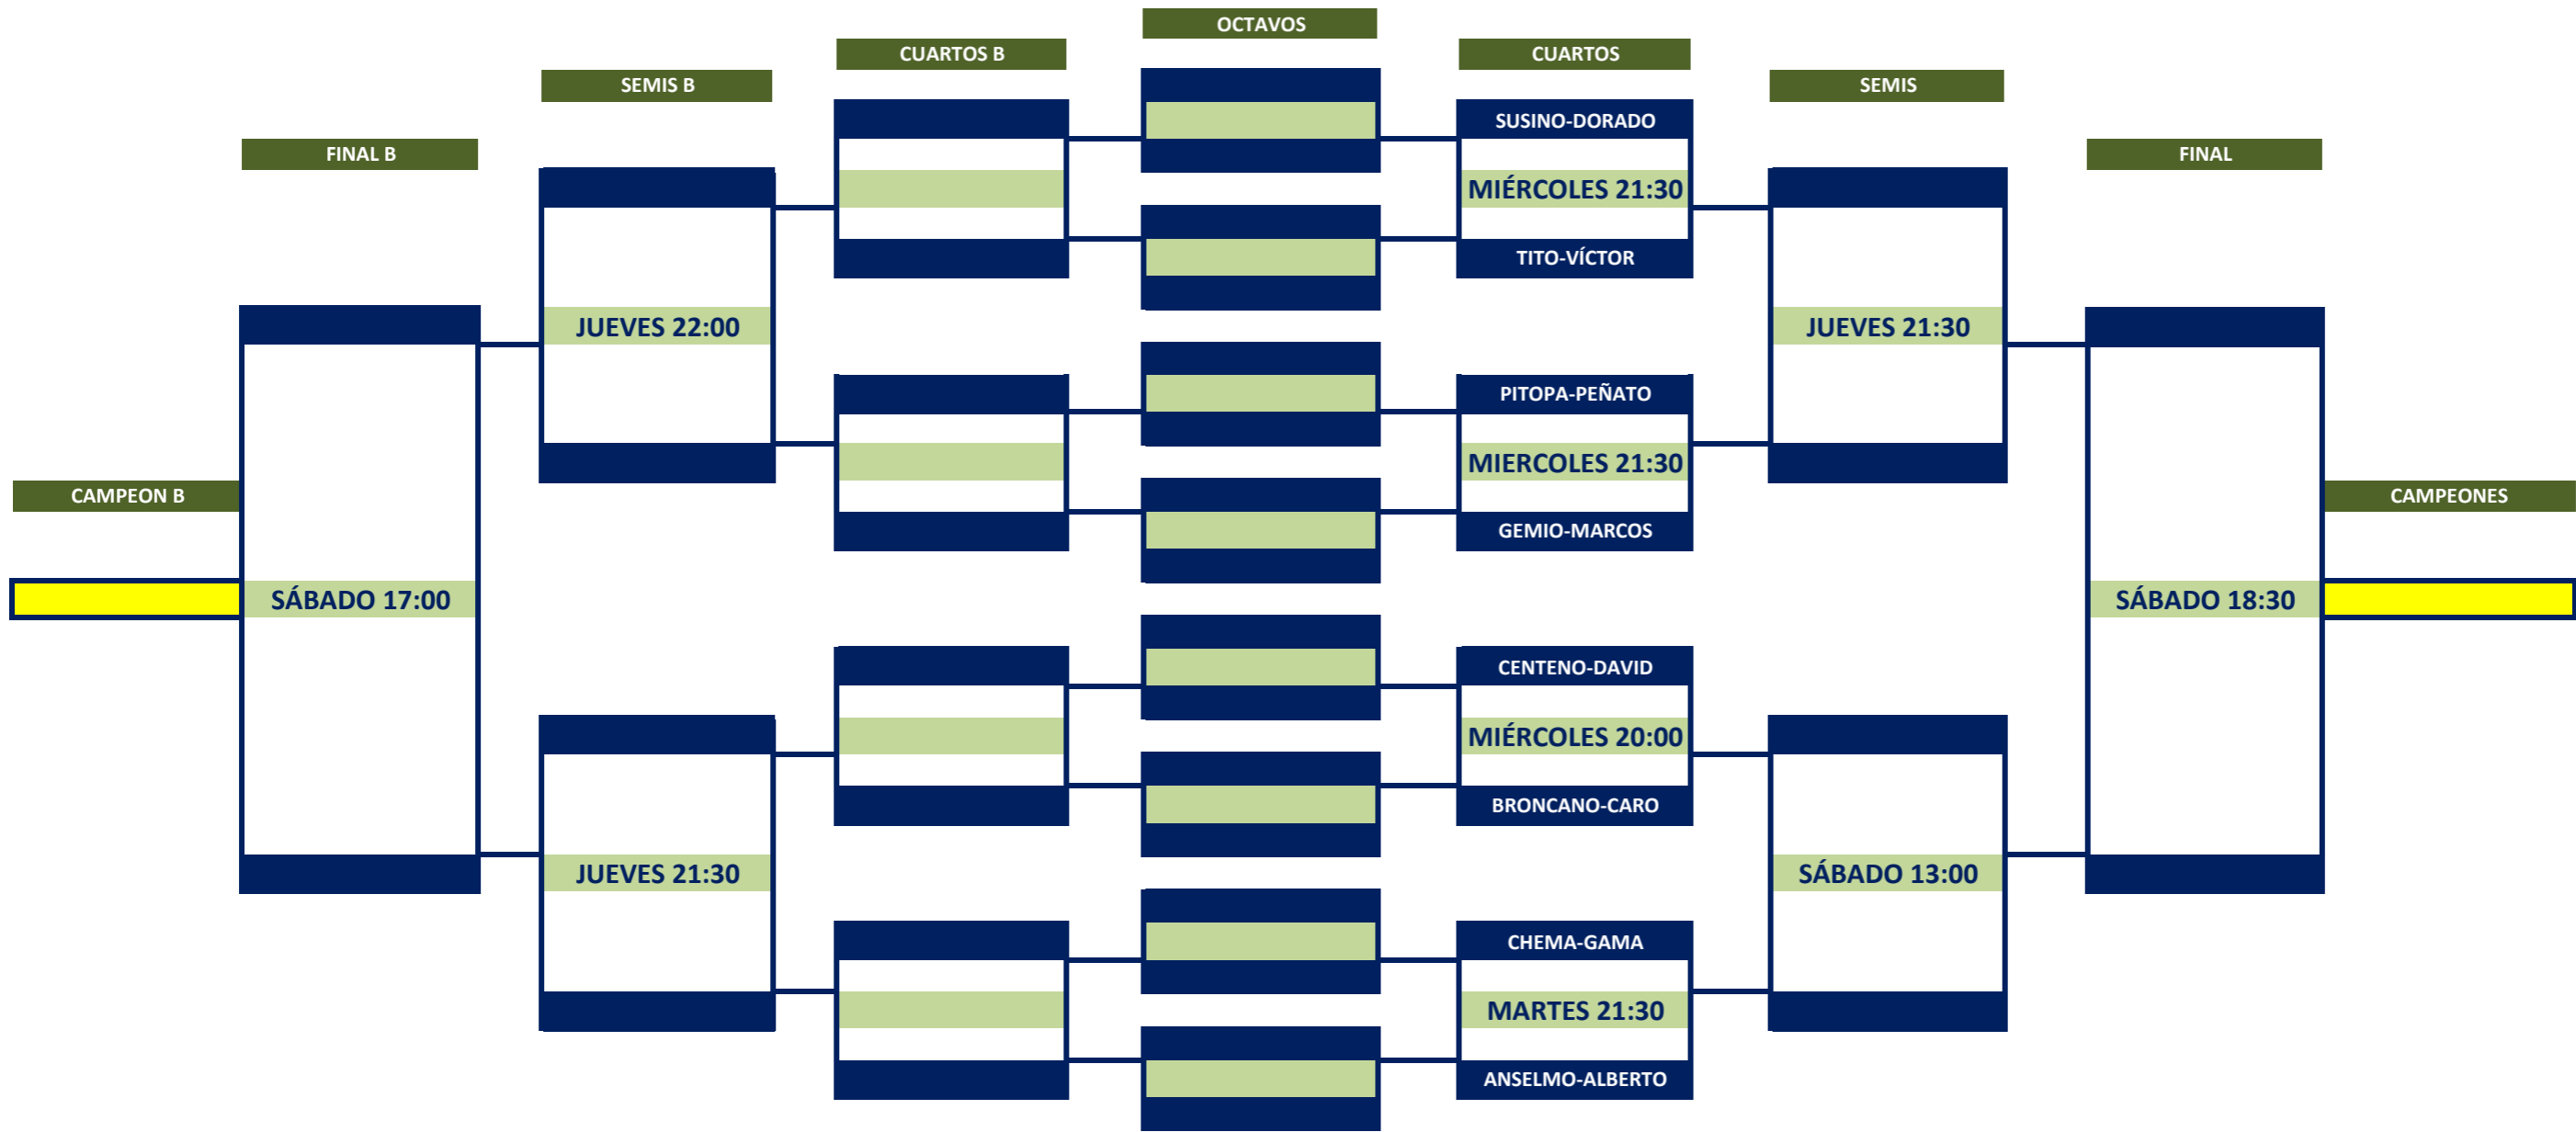 OCTAVOS
CUARTOS B
CUARTOS
SEMIS B
SEMIS
SUSINO-DORADO
FINAL B
FINAL
MIÉRCOLES 21:30
TITO-VÍCTOR
JUEVES 22:00
JUEVES 21:30
PITOPA-PEÑATO
MIERCOLES 21:30
CAMPEON B
CAMPEONES
GEMIO-MARCOS
SÁBADO 17:00
SÁBADO 18:30
CENTENO-DAVID
MIÉRCOLES 20:00
BRONCANO-CARO
JUEVES 21:30
SÁBADO 13:00
CHEMA-GAMA
MARTES 21:30
ANSELMO-ALBERTO